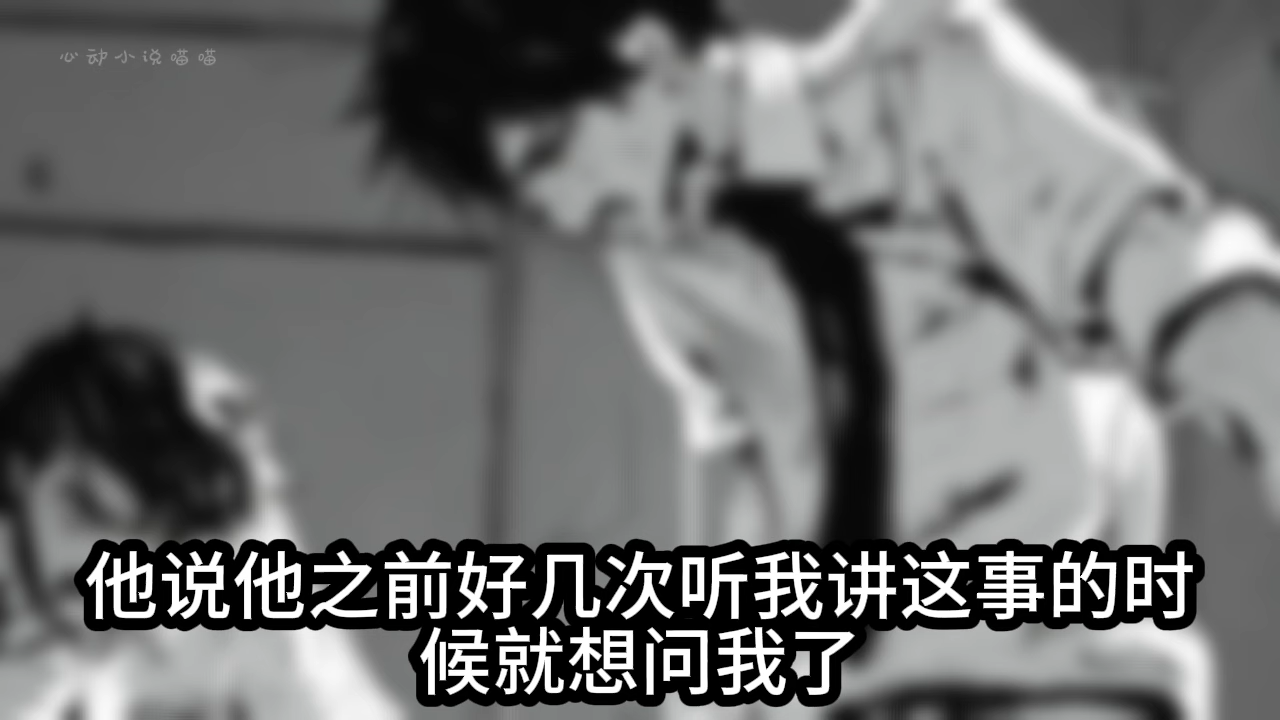 心动小说喵喵
他说他之前好几次听我讲这事的时
候就想问我了